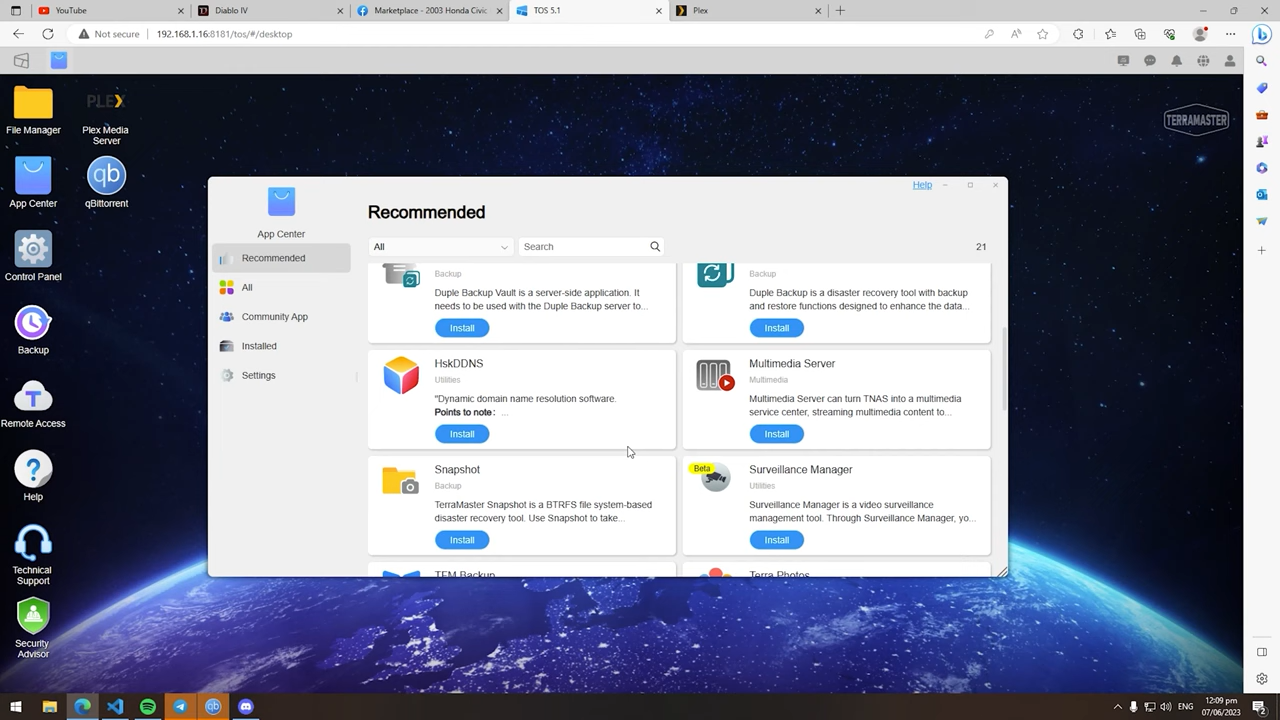 YouTube
Diablo IV
Marketplace - 2003 Honda Civic
TOS 5.1
Plex
Not secure
192.168.1.16:8181/tos/#/desktop
File Manager
PLEX
Plex Media
Server
TERRAMASTER
App Center
qb
qBittorrent
Control Panel
Backup
Remote Access
Help
Technical
Support
Security
Advisor
Help
App Center
Recommended
All
Community App
Installed
Settings
Recommended
All
Search
21
Backup
Duple Backup Vault is a server-side application. It
needs to be used with the Duple Backup server to...
Install
Backup
Duple Backup is a disaster recovery tool with backup
and restore functions designed to enhance the data...
Install
HskDDNS
Utilities
"Dynamic domain name resolution software.
Points to note: ...
Install
Multimedia Server
Multimedia
Multimedia Server can turn TNAS into a multimedia
service center, streaming multimedia content to...
Install
Snapshot
Backup
TerraMaster Snapshot is a BTRFS file system-based
disaster recovery tool. Use Snapshot to take...
Install
Beta
Surveillance Manager
Utilities
Surveillance Manager is a video surveillance
management tool. Through Surveillance Manager, yo...
Install
TFM Backup
Terra Photos
ENG
12:09 pm
07/06/2023
2